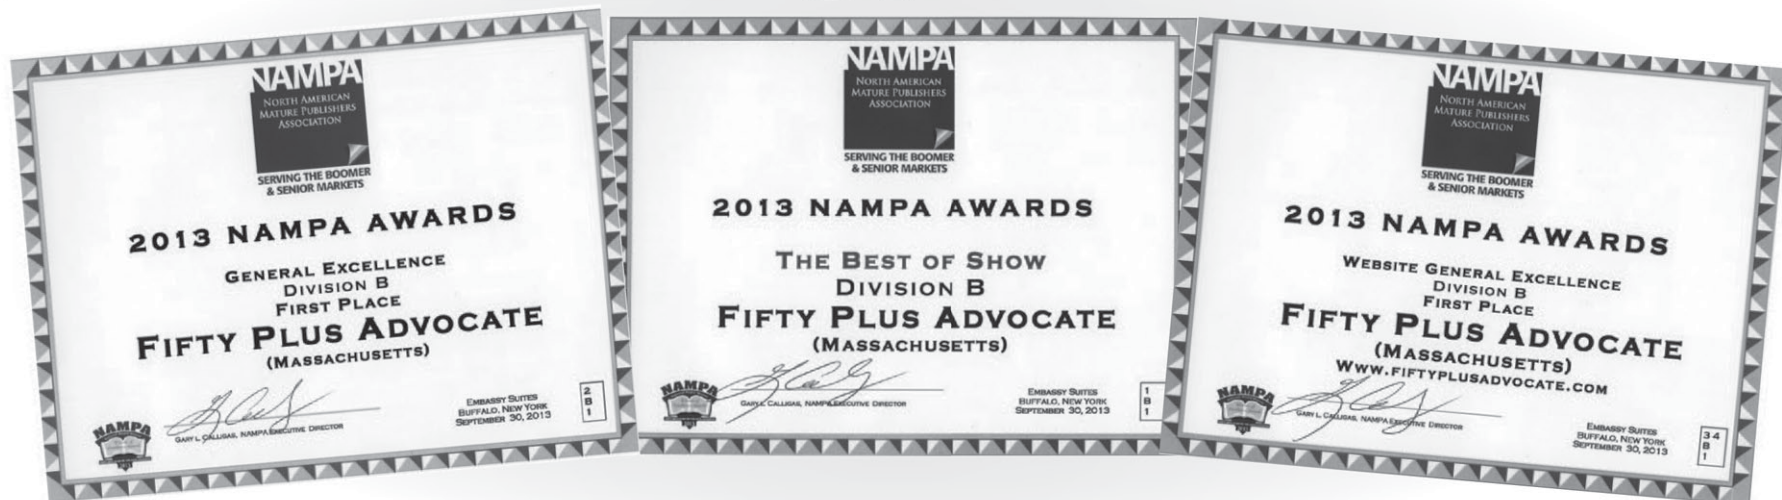 NAMPA
NORTH AMERICAN
MATURE PUBLISHERS
ASSOCIATION
SERVING THE BOOMER
& SENIOR MARKETS
2013 NAMPA AWARDS
GENERAL EXCELLENCE
DIVISION B
FIRST PLACE
FIFTY PLUS ADVOCATE
(MASSACHUSETTS)
NAMPA
GARY L. CALLIGAS, NAMPA EXECUTIVE DIRECTOR
EMBASSY SUITES
BUFFALO, NEW YORK
SEPTEMBER 30, 2013
2
B
1
NAMPA
NORTH AMERICAN
MATURE PUBLISHERS
ASSOCIATION
SERVING THE BOOMER
& SENIOR MARKETS
2013 NAMPA AWARDS
THE BEST OF SHOW
DIVISION B
FIFTY PLUS ADVOCATE
(MASSACHUSETTS)
NAMPA
GARY L. CALLIGAS, NAMPA EXECUTIVE DIRECTOR
EMBASSY SUITES
BUFFALO, NEW YORK
SEPTEMBER 30, 2013
1
B
1
NAMPA
NORTH AMERICAN
MATURE PUBLISHERS
ASSOCIATION
SERVING THE BOOMER
& SENIOR MARKETS
2013 NAMPA AWARDS
WEBSITE GENERAL EXCELLENCE
DIVISION B
FIRST PLACE
FIFTY PLUS ADVOCATE
(MASSACHUSETTS)
WWW.FIFTYPLUSADVOCATE.COM
NAMPA
GARY L. CALLIGAS, NAMPA EXECUTIVE DIRECTOR
EMBASSY SUITES
BUFFALO, NEW YORK
SEPTEMBER 30, 2013
34
B
1